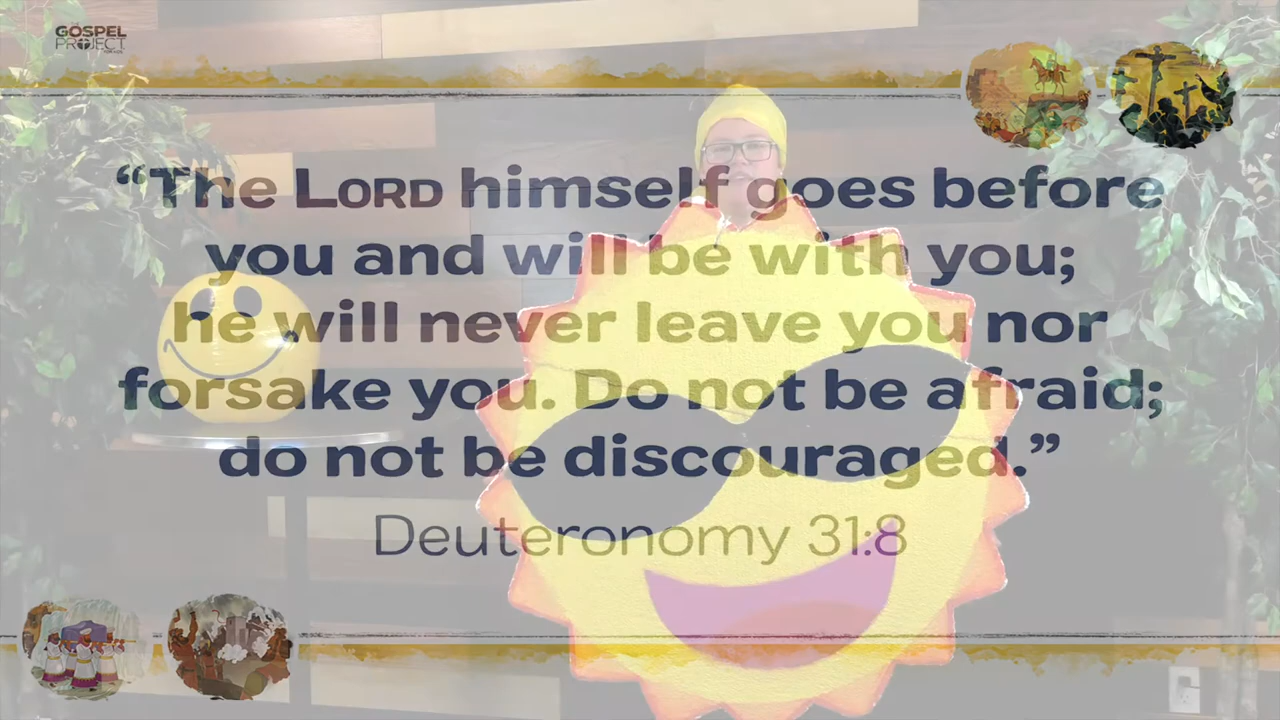 GOSPEL
PROJECT
“The LORD himself goes before
you and will be with you;
he will never leave you nor
forsake you. Do not be afraid;
do not be discouraged.”
Deuteronomy 31:8